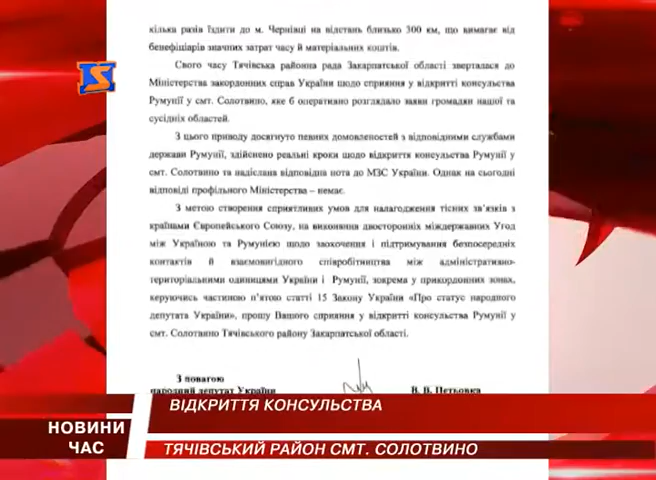 кілька разів їздити до м. Чернівці на відстань близько 300 км, що вимагає від
бенефіціарів значних затрат часу й матеріальних коштів.
Свого часу Тячівська районна рада Закарпатської області зверталася до
Міністерства закордонних справ України щодо сприяння у відкритті консульства
Румунії у смт. Солотвино, яке б оперативно розглядало заяви громадян нашої та
сусідніх областей.
З цього приводу досягнуто певних домовленостей з відповідними службами
держави Румунії, здійснено реальні кроки щодо відкриття консульства Румунії у
смт. Солотвино та надіслана відповідна нота до МЗС України. Однак на сьогодні
відповіді профільного Міністерства – немає.
З метою створення сприятливих умов для налагодження тісних зв'язків з
країнами Європейського Союзу, на виконання двосторонніх міждержавних Угод
між Україною та Румунією щодо заохочення і підтримування безпосередніх
контактів й взаємовигідного співробітництва між адміністративно-
територіальними одиницями України і Румунії, зокрема у прикордонних зонах,
керуючись частиною п'ятою статті 15 Закону України «Про статус народного
депутата України», прошу Вашого сприяння у відкритті консульства Румунії у
смт. Солотвино Тячівського району Закарпатської області.
З повагою
народний депутат України В. В. Петьовка
ВІДКРИТТЯ КОНСУЛЬСТВА
НОВИНИ
ЧАС
ТЯЧІВСЬКИЙ РАЙОН СМТ. СОЛОТВИНО